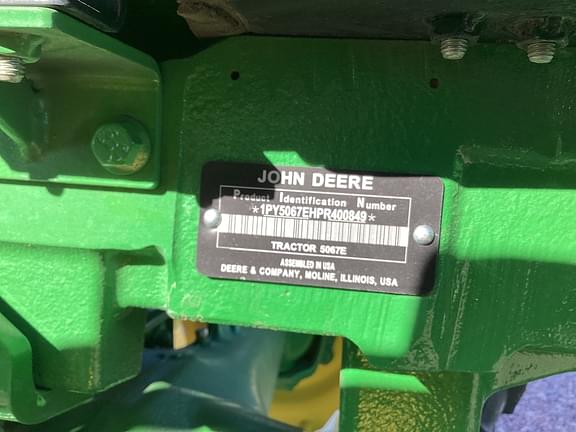 JOHN DEERE
Product Identification Number
*1PY5067EHPR400849*
TRACTOR 5067E
ASSEMBLED IN USA
DEERE & COMPANY, MOLINE, ILLINOIS, USA